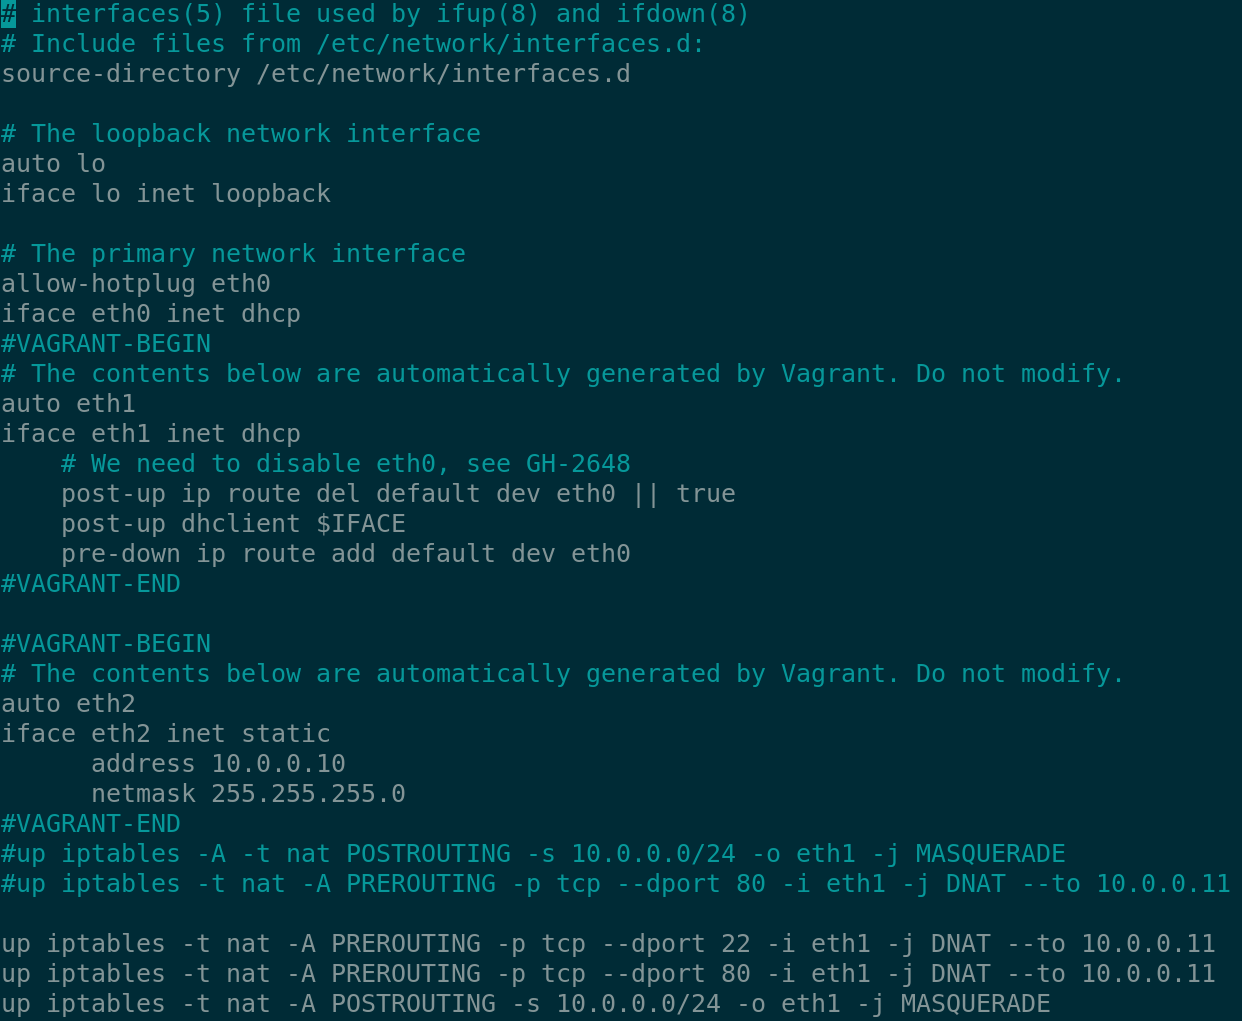 # interfaces(5) file used by ifup(8) and ifdown(8)
# Include files from /etc/network/interfaces.d:
source-directory /etc/network/interfaces.d

# The loopback network interface
auto lo
iface lo inet loopback

# The primary network interface
allow-hotplug eth0
iface eth0 inet dhcp
#VAGRANT-BEGIN
# The contents below are automatically generated by Vagrant. Do not modify.
auto eth1
iface eth1 inet dhcp
    # We need to disable eth0, see GH-2648
    post-up ip route del default dev eth0 || true
    post-up dhclient $IFACE
    pre-down ip route add default dev eth0
#VAGRANT-END

#VAGRANT-BEGIN
# The contents below are automatically generated by Vagrant. Do not modify.
auto eth2
iface eth2 inet static
      address 10.0.0.10
      netmask 255.255.255.0
#VAGRANT-END
#up iptables -A -t nat POSTROUTING -s 10.0.0.0/24 -o eth1 -j MASQUERADE
#up iptables -t nat -A PREROUTING -p tcp --dport 80 -i eth1 -j DNAT --to 10.0.0.11

up iptables -t nat -A PREROUTING -p tcp --dport 22 -i eth1 -j DNAT --to 10.0.0.11
up iptables -t nat -A PREROUTING -p tcp --dport 80 -i eth1 -j DNAT --to 10.0.0.11
up iptables -t nat -A POSTROUTING -s 10.0.0.0/24 -o eth1 -j MASQUERADE